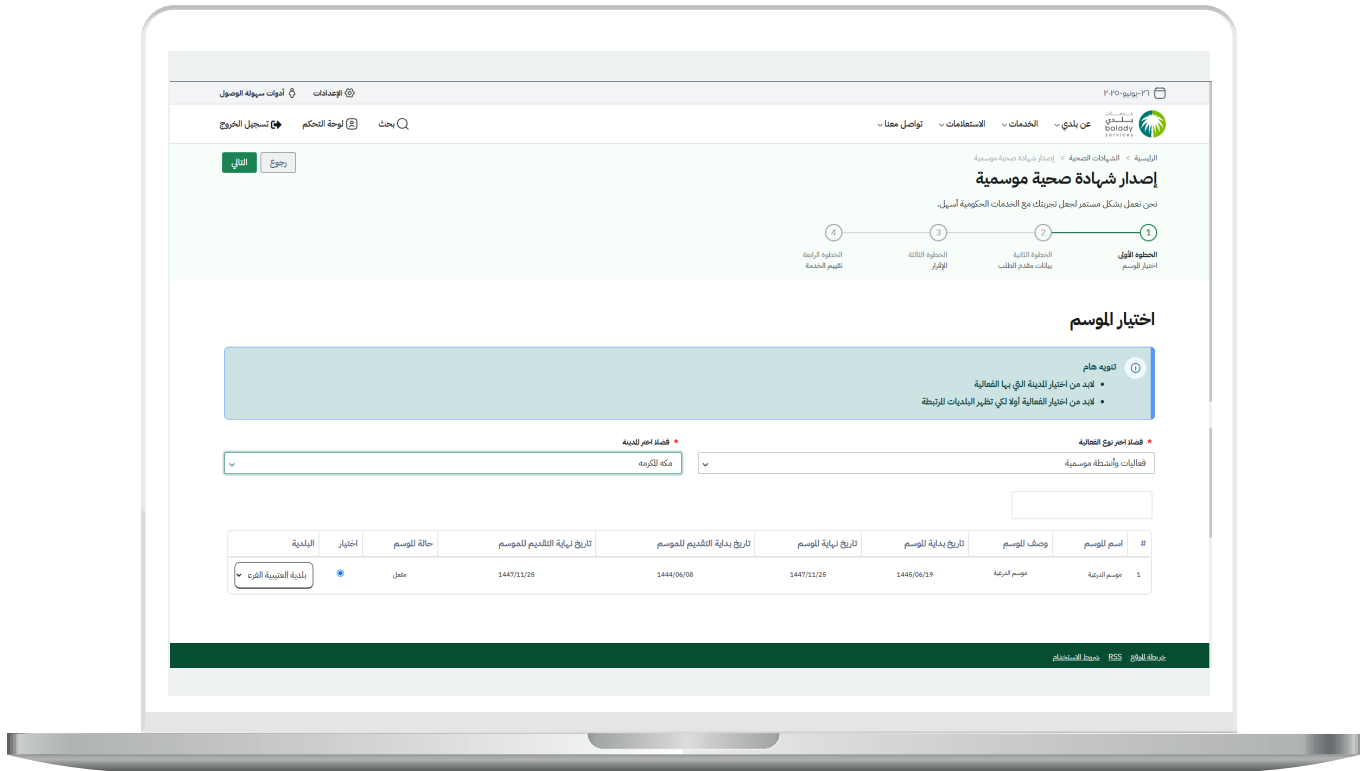 ٢٦-يونيو-٢٠٢٥
الإعدادات
أدوات سهولة الوصول
بلدي
balady
services
عن بلدي
الخدمات
الاستعلامات
تواصل معنا
بحث
لوحة التحكم
تسجيل الخروج
الرئيسية > الشهادات الصحية > إصدار شهادة صحية موسمية
رجوع
التالي
إصدار شهادة صحية موسمية
نحن نعمل بشكل مستمر لجعل تجربتك مع الخدمات الحكومية أسهل.
1
2
3
4
الخطوة الأولى
اختيار الموسم
الخطوة الثانية
بيانات مقدم الطلب
الخطوة الثالثة
الإقرار
الخطوة الرابعة
تقييم الخدمة
اختيار الموسم
تنويه هام
• لابد من اختيار المدينة التي بها الفعالية
• لابد من اختيار الفعالية أولا لكي تظهر البلديات المرتبطة
* فضلا اختر نوع الفعالية
فعاليات وأنشطة موسمية
* فضلا اختر المدينة
مكه المكرمه
# اسم الموسم وصف الموسم تاريخ بداية الموسم تاريخ نهاية الموسم تاريخ بداية التقديم للموسم تاريخ نهاية التقديم للموسم حالة الموسم اختيار البلدية
1 موسم الدرعية موسم الدرعية 1445/06/19 1447/11/25 1444/06/08 1447/11/25 مفعل بلدية العتيبية الفرع
خريطة الموقع RSS شروط الاستخدام